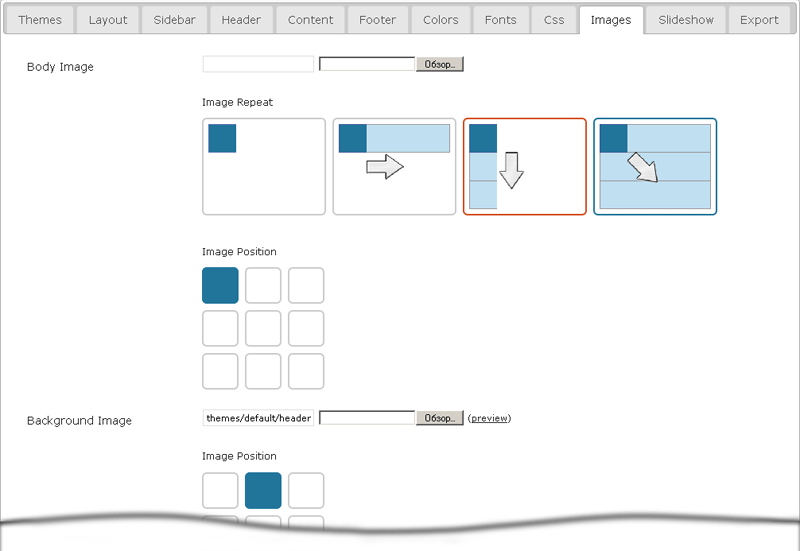 Themes Layout Sidebar Header Content Footer Colors Fonts Css Images Slideshow Export
Body Image Обзор...
Image Repeat
Image Position
Background Image themes/default/header Обзор... (preview)
Image Position